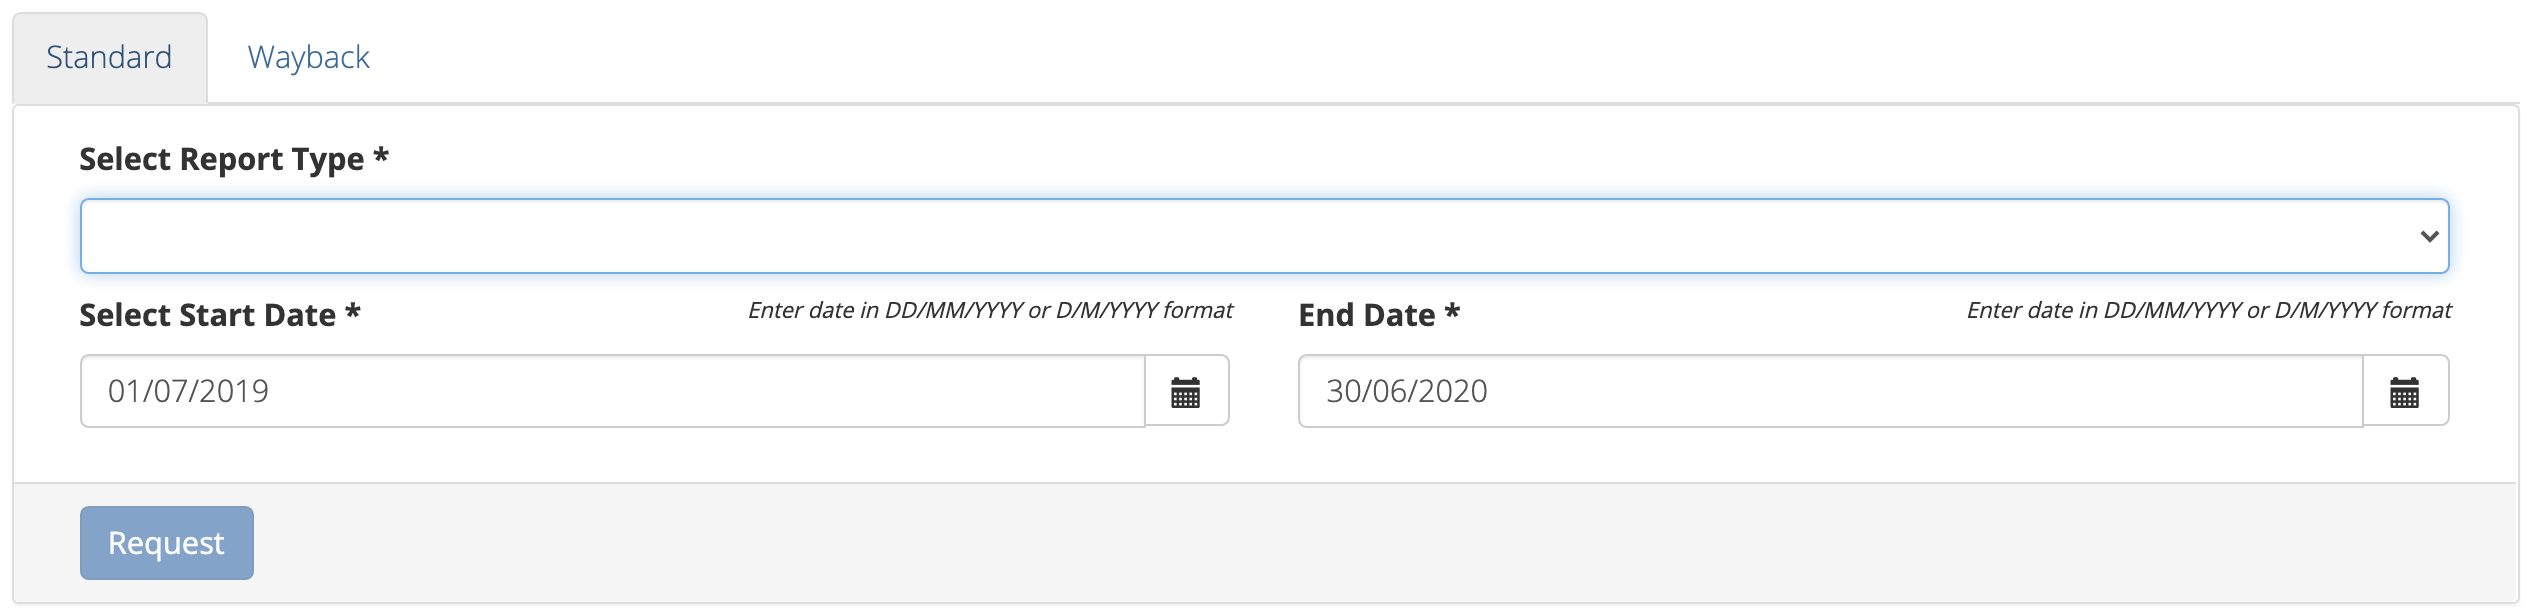 Standard Wayback
Select Report Type *
Select Start Date * Enter date in DD/MM/YYYY or D/M/YYYY format End Date * Enter date in DD/MM/YYYY or D/M/YYYY format
01/07/2019 30/06/2020
Request